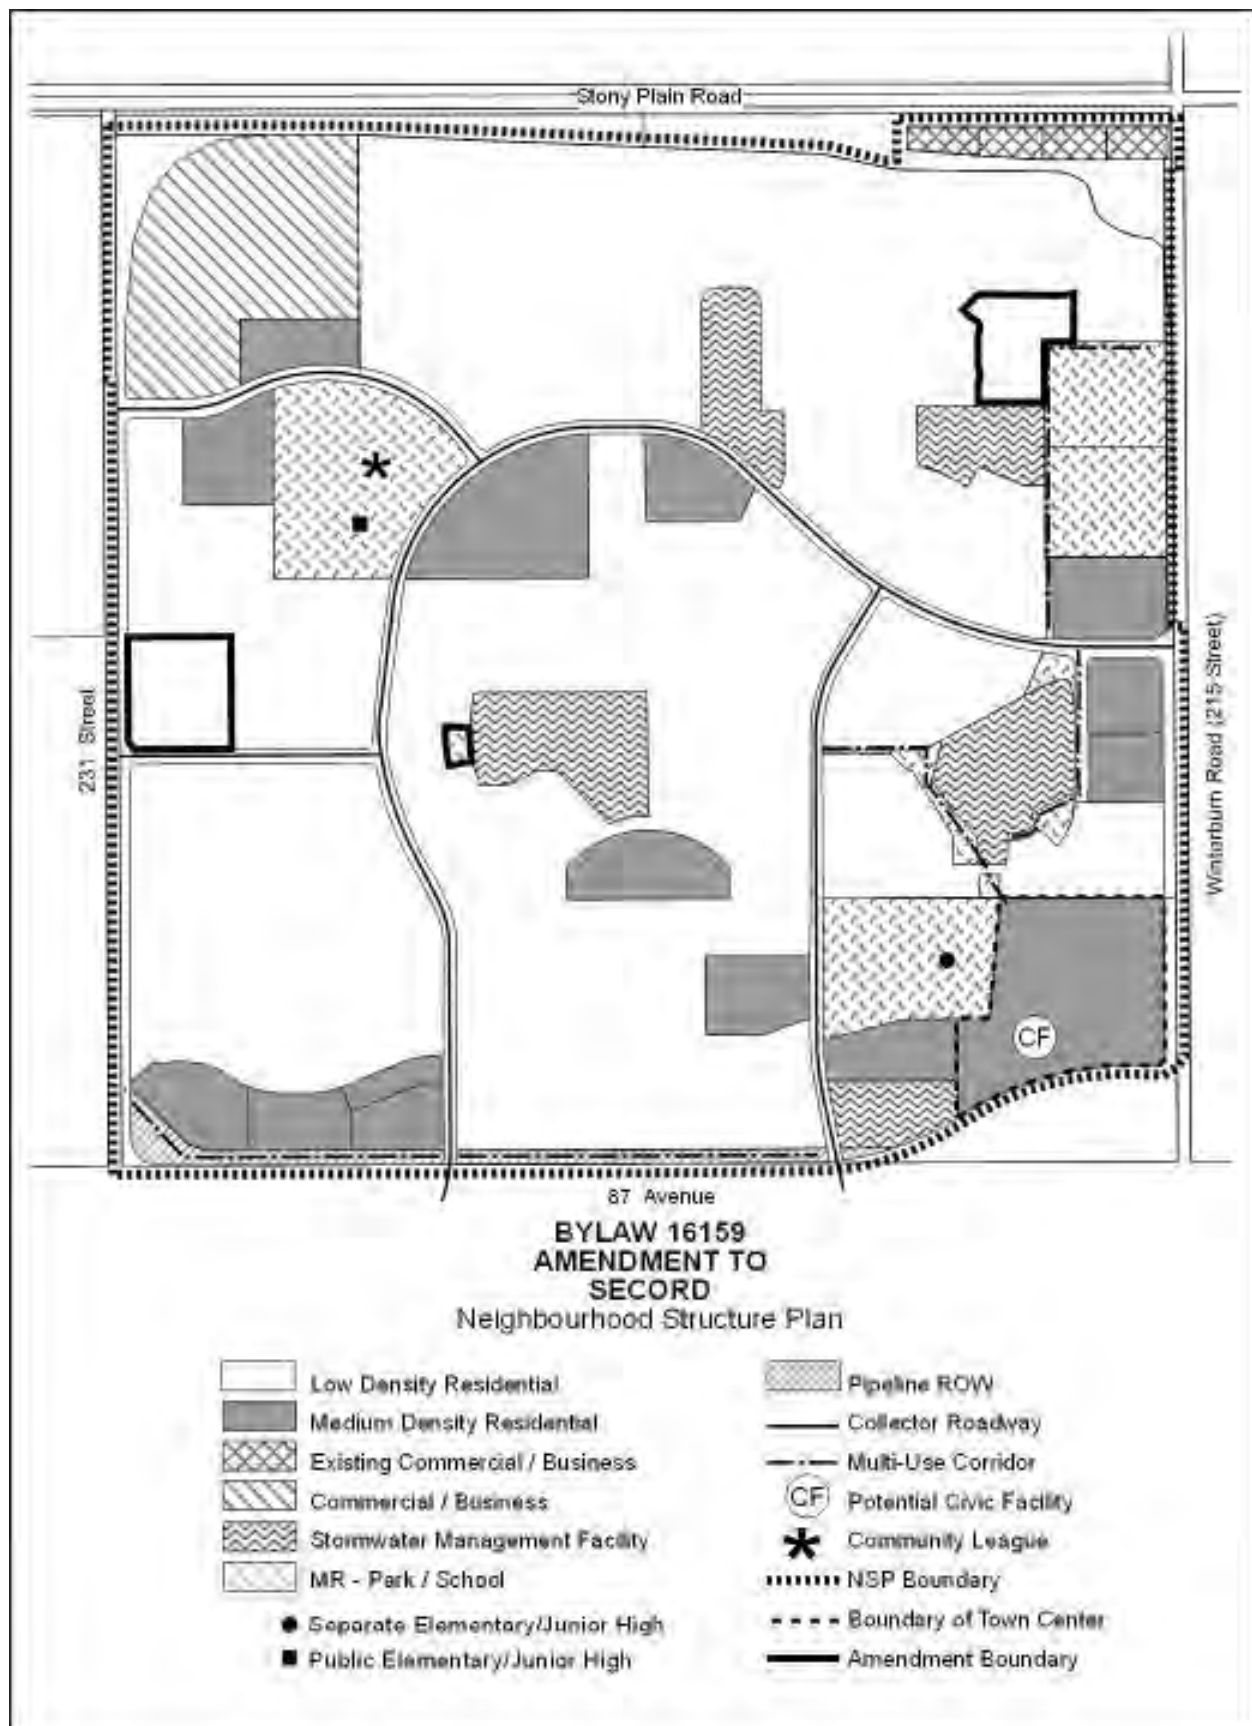 Stony Plain Road
231 Street
Winterburn Road (215 Street)
CF
87 Avenue
BYLAW 16159
AMENDMENT TO
SECORD
Neighbourhood Structure Plan
Low Density Residential
Medium Density Residential
Existing Commercial / Business
Commercial / Business
Stormwater Management Facility
MR - Park / School
Separate Elementary/Junior High
Public Elementary/Junior High
Pipeline ROW
Collector Roadway
Multi-Use Corridor
CF Potential Civic Facility
Community League
NSP Boundary
Boundary of Town Center
Amendment Boundary